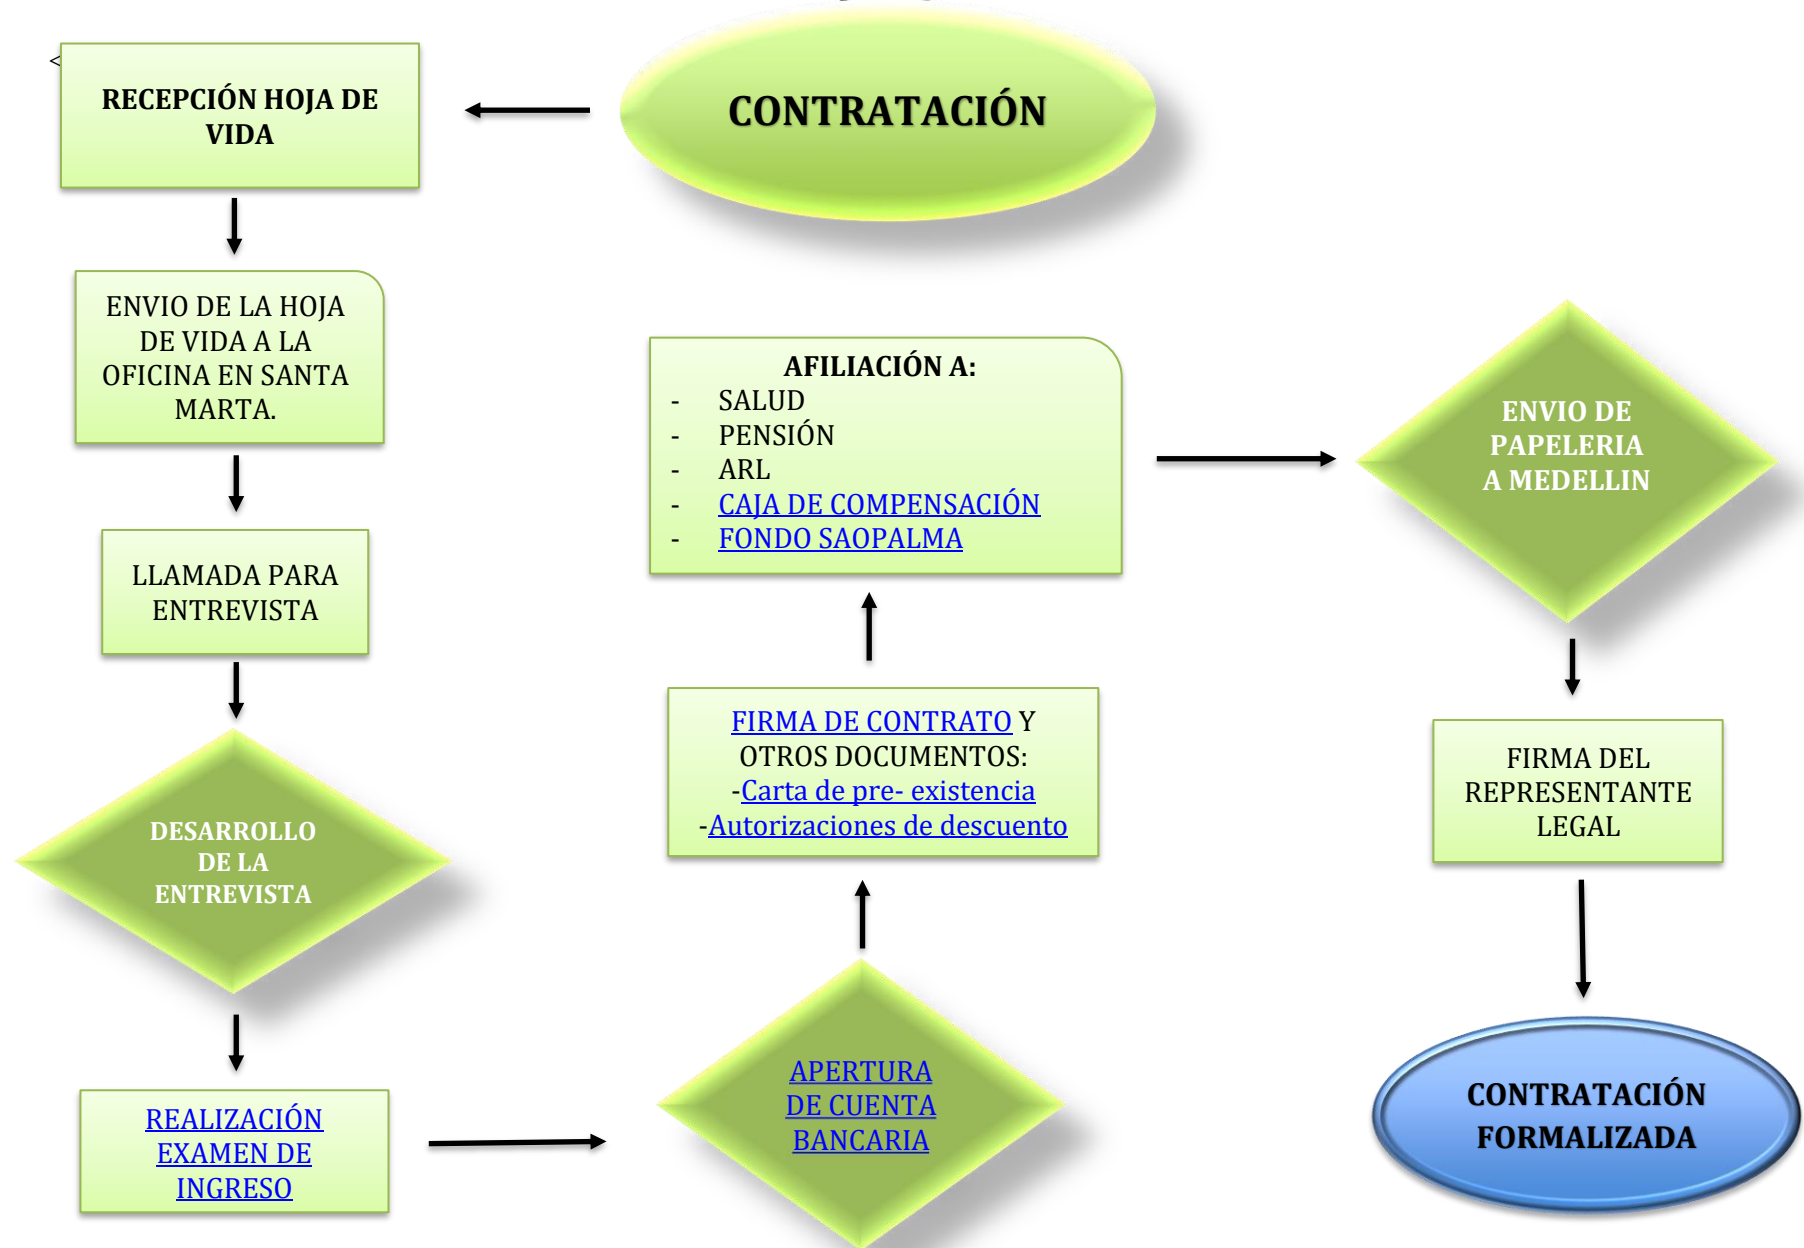 CONTRATACIÓN
<
RECEPCIÓN HOJA DE
VIDA
ENVIO DE LA HOJA
DE VIDA A LA
OFICINA EN SANTA
MARTA.
LLAMADA PARA
ENTREVISTA
DESARROLLO
DE LA
ENTREVISTA
REALIZACIÓN
EXAMEN DE
INGRESO
APERTURA
DE CUENTA
BANCARIA
FIRMA DE CONTRATO Y
OTROS DOCUMENTOS:
-Carta de pre- existencia
-Autorizaciones de descuento
AFILIACIÓN A:
- SALUD
- PENSIÓN
- ARL
- CAJA DE COMPENSACIÓN
- FONDO SAOPALMA
ENVIO DE
PAPELERIA
A MEDELLIN
FIRMA DEL
REPRESENTANTE
LEGAL
CONTRATACIÓN
FORMALIZADA